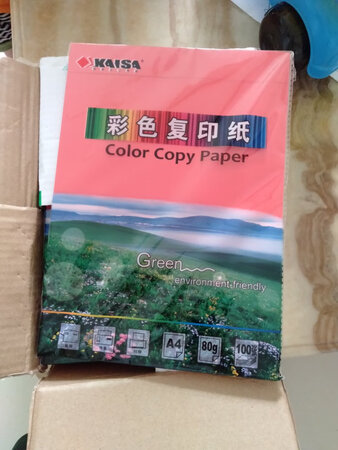 KAISA
彩色复印纸
Color Copy Paper
Green
environment-friendly
A4
80g
100